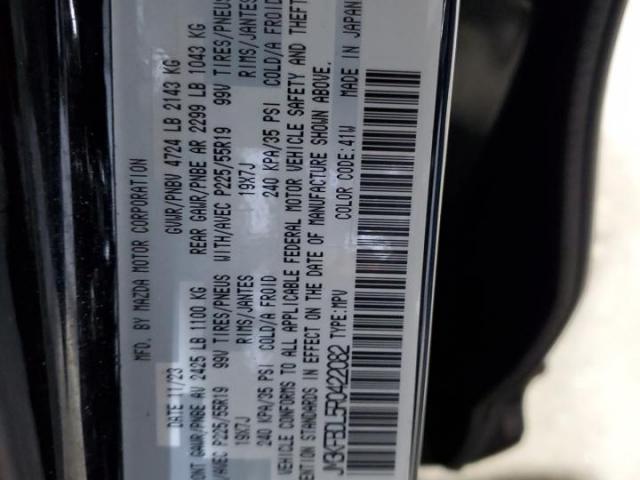 MFD. BY MAZDA MOTOR CORPORATION
DATE 11/23 GVWR/PNBV 4724 LB 2143 KG
ONT GAWR/PNBE AV 2425 LB 1100 KG REAR GAWR/PNBE AR 2299 LB 1043 KG
/AVEC P225/55R19 99V TIRES/PNEUS WITH/AVEC P225/55R19 99V TIRES/PNEUS
19X7J RIMS/JANTES 19X7J RIMS/JANTES
240 KPA/35 PSI COLD/A FROID 240 KPA/35 PSI COLD/A FROID
VEHICLE CONFORMS TO ALL APPLICABLE FEDERAL MOTOR VEHICLE SAFETY AND THEFT
NTION STANDARDS IN EFFECT ON THE DATE OF MANUFACTURE SHOWN ABOVE.
JM3KFBDL5R0422082 TYPE:MPV COLOR CODE:41W MADE IN JAPAN